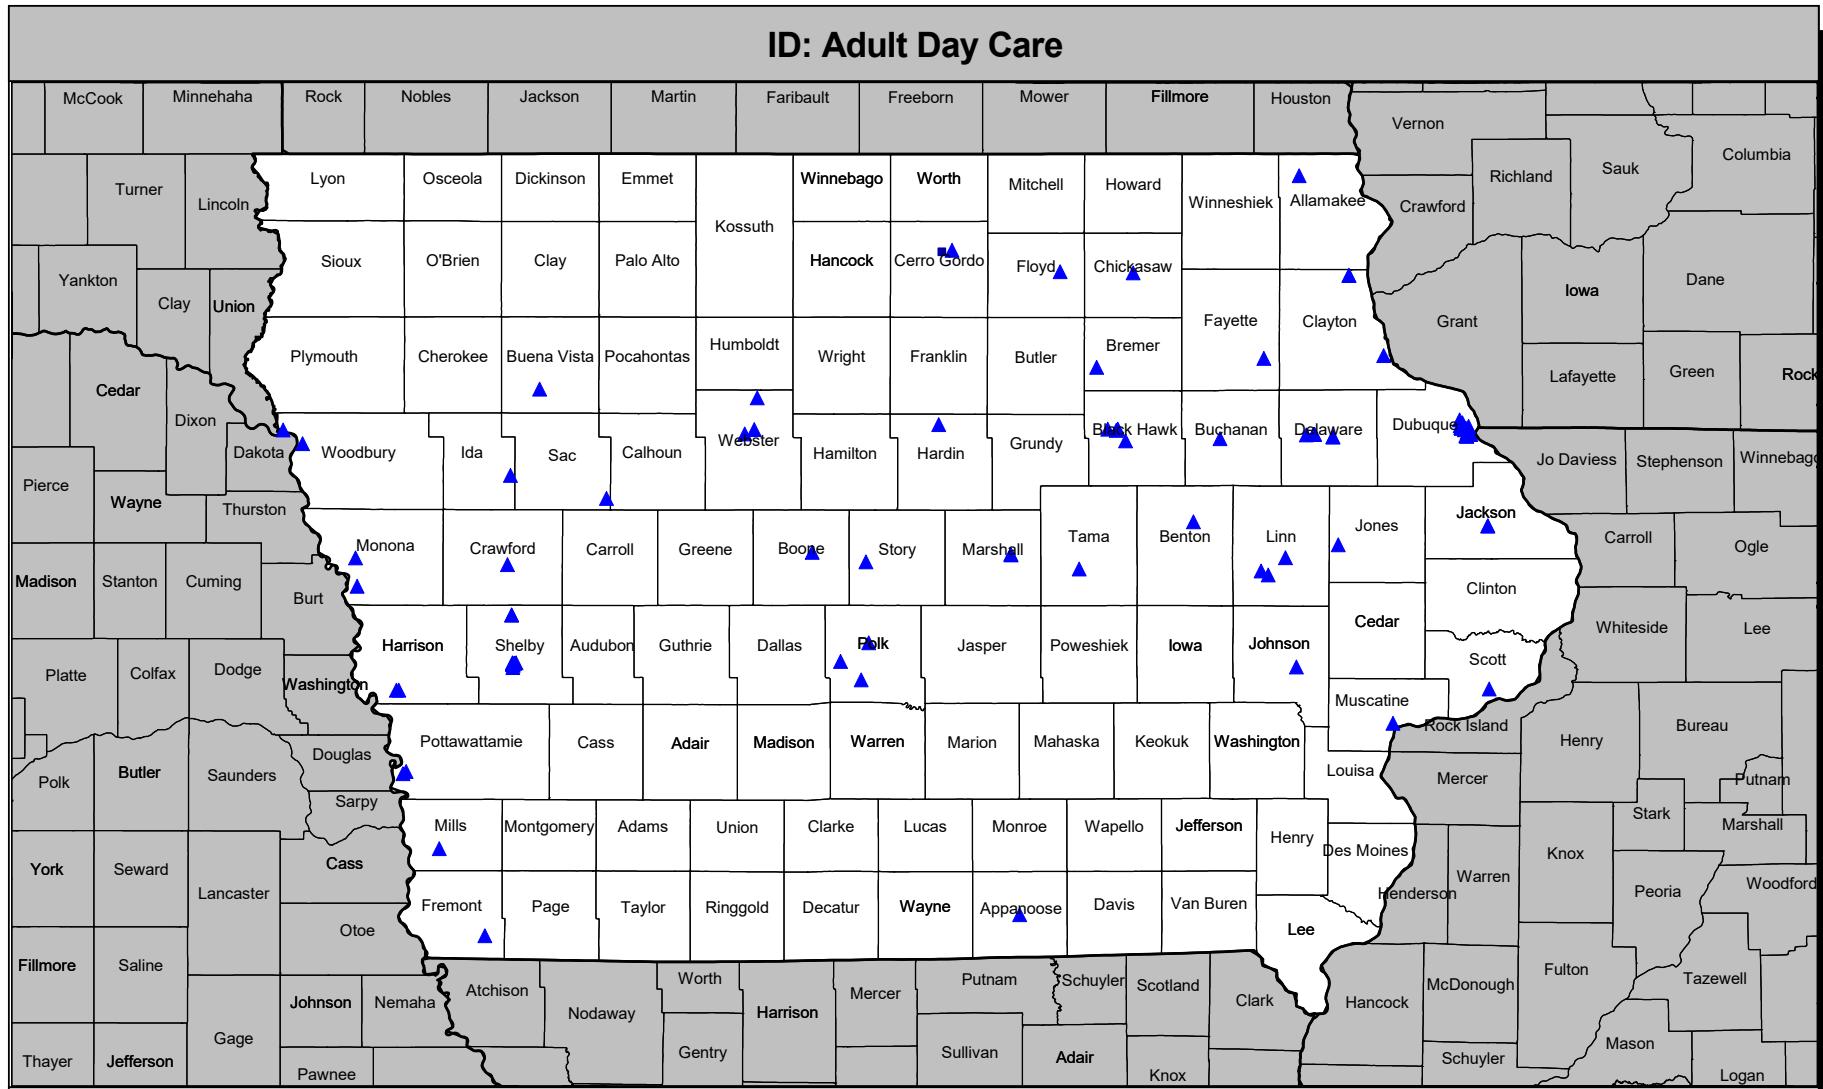 ID: Adult Day Care
McCook Minnehaha Rock Nobles Jackson Martin Faribault Freeborn Mower Fillmore Houston
Vernon
Columbia
Sauk
Richland
Turner Lincoln Lyon Osceola Dickinson Emmet Winnebago Worth Mitchell Howard
Winneshiek Allamakee Crawford
Kossuth
Yankton Clay Union Sioux O'Brien Clay Palo Alto Hancock Cerro Gordo Floyd Chickasaw
Dane
Iowa
Grant
Fayette Clayton
Cedar Dixon Plymouth Cherokee Buena Vista Pocahontas Humboldt Wright Franklin Butler Bremer
Lafayette Green Rock
Dakota Woodbury Ida Sac Calhoun Webster Hamilton Hardin Grundy Black Hawk Buchanan Delaware Dubuque
Jo Daviess Stephenson Winnebago
Pierce Wayne Thurston
Monona Crawford Carroll Greene Boone Story Marshall Tama Benton Linn Jones Jackson
Carroll Ogle
Madison Stanton Cuming Burt
Clinton
Cedar
Whiteside Lee
Harrison Shelby Audubon Guthrie Dallas Polk Jasper Poweshiek Iowa Johnson
Scott
Platte Colfax Dodge Washington
Muscatine Rock Island
Bureau
Henry
Pottawattamie Cass Adair Madison Warren Marion Mahaska Keokuk Washington
Douglas
Louisa Mercer
Putnam
Polk Butler Saunders Sarpy
Mills Montgomery Adams Union Clarke Lucas Monroe Wapello Jefferson Henry
Stark Marshall
Des Moines
Knox
York Seward Lancaster Cass
Henderson Warren Peoria Woodford
Fremont Page Taylor Ringgold Decatur Wayne Appanoose Davis Van Buren
Lee
Otoe
Fillmore Saline
Atchison Nodaway Worth Harrison Mercer Putnam Schuyler Scotland Clark Hancock McDonough Fulton Tazewell
Johnson Nemaha
Gage
Gentry Sullivan Adair Schuyler Mason
Thayer Jefferson Pawnee
Knox Logan